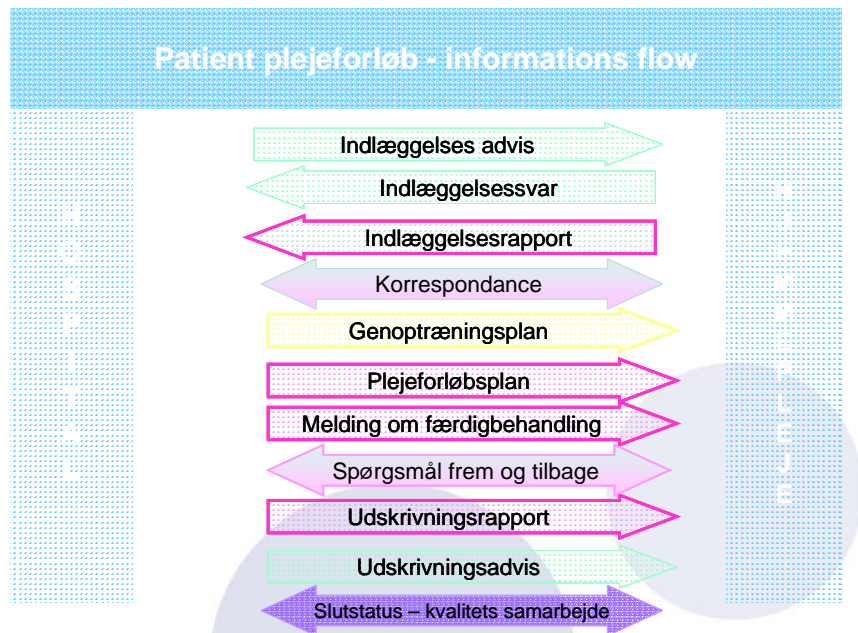 Patient plejeforløb - informations flow
Indlæggelses advis
Indlæggelsessvar
Indlæggelsesrapport
Korrespondance
Genoptræningsplan
Plejeforløbsplan
Melding om færdigbehandling
Spørgsmål frem og tilbage
Udskrivningsrapport
Udskrivningsadvis
Slutstatus – kvalitets samarbejde